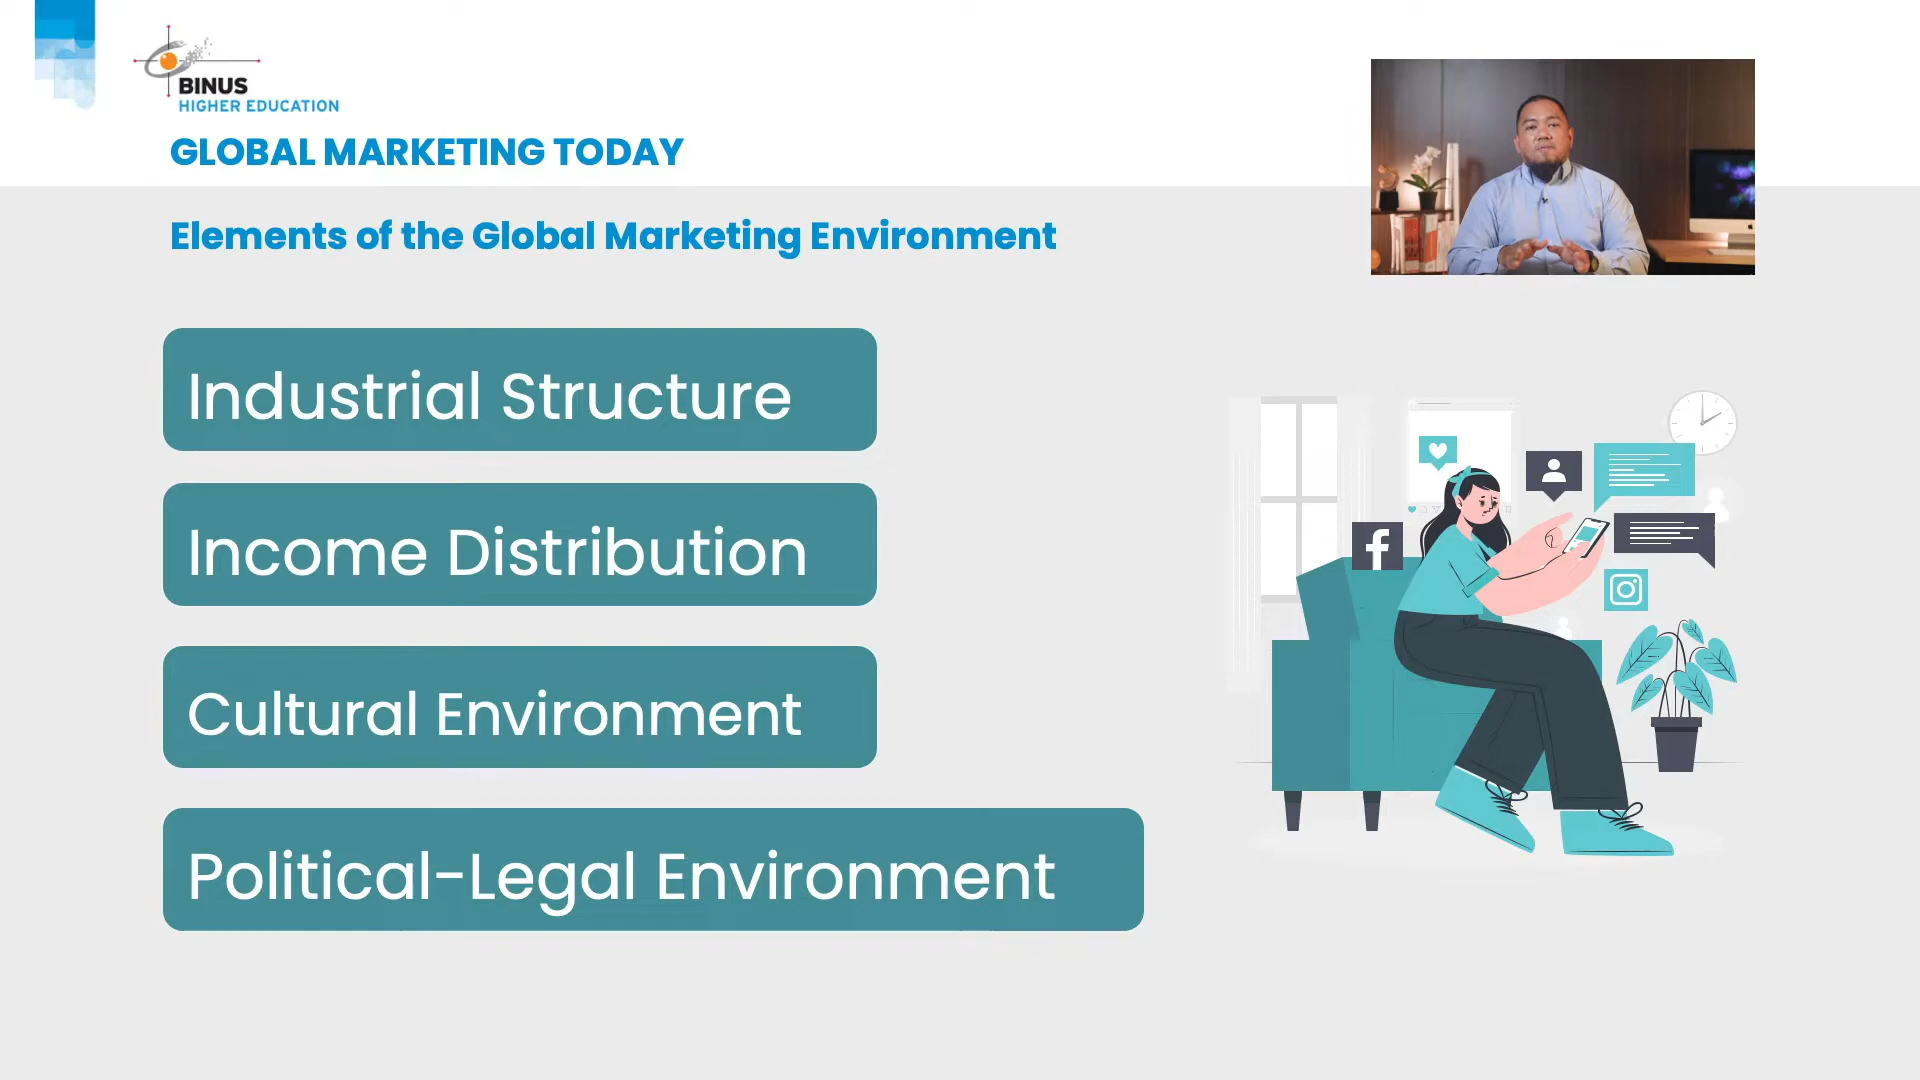 BINUS
HIGHER EDUCATION
GLOBAL MARKETING TODAY
Elements of the Global Marketing Environment
Industrial Structure
Income Distribution
Cultural Environment
Political-Legal Environment